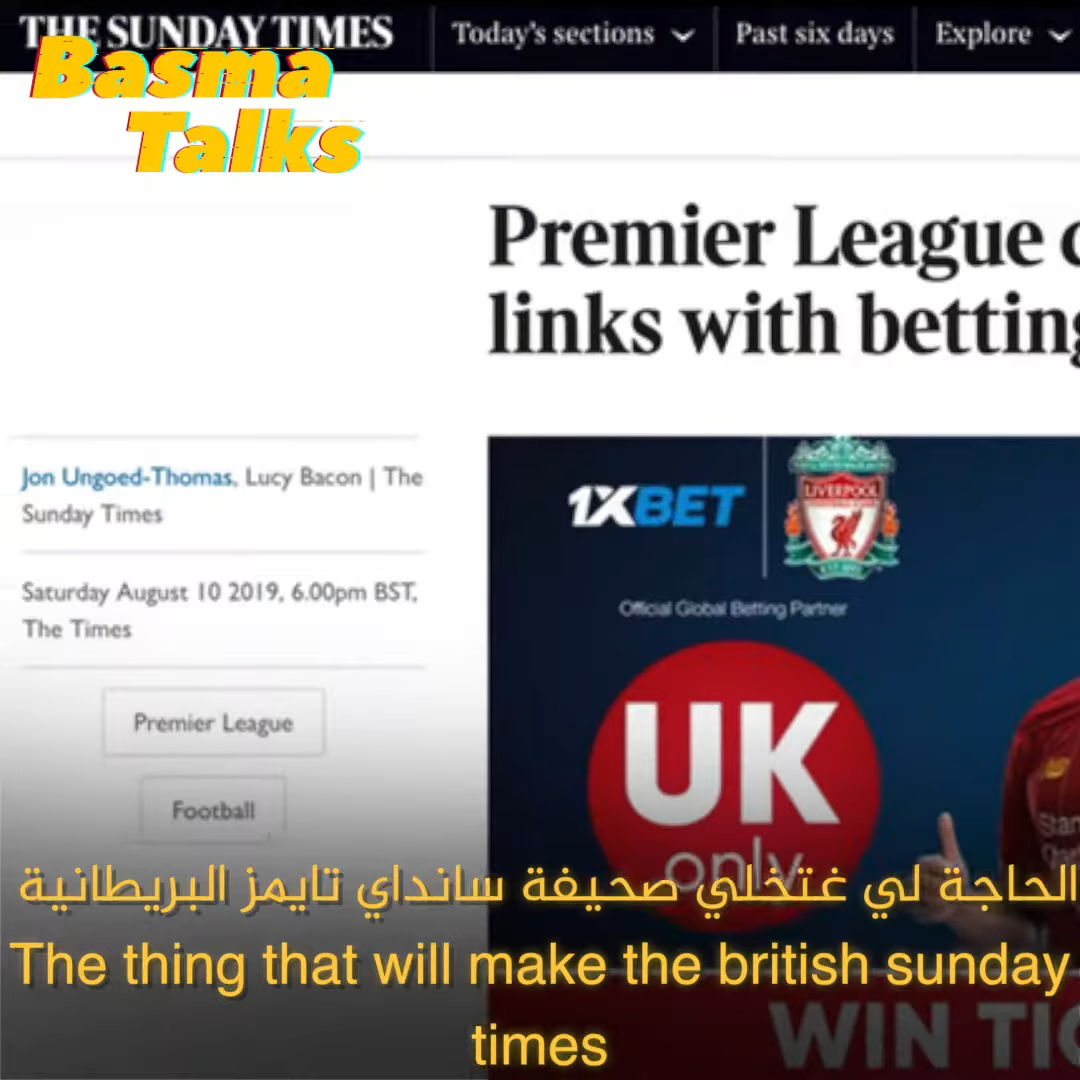 THE SUNDAY TIMES
Today's sections
Past six days
Explore
Basma
Talks
Premier League
links with betting
Jon Ungoed-Thomas, Lucy Bacon | The
Sunday Times
Saturday August 10 2019, 6.00pm BST,
The Times
Premier League
Football
1XBET
LIVERPOOL
Official Global Betting Partner
UK
only
الحاجة لي غتخلي صحيفة سانداي تايمز البريطانية
The thing that will make the british sunday
times
WIN